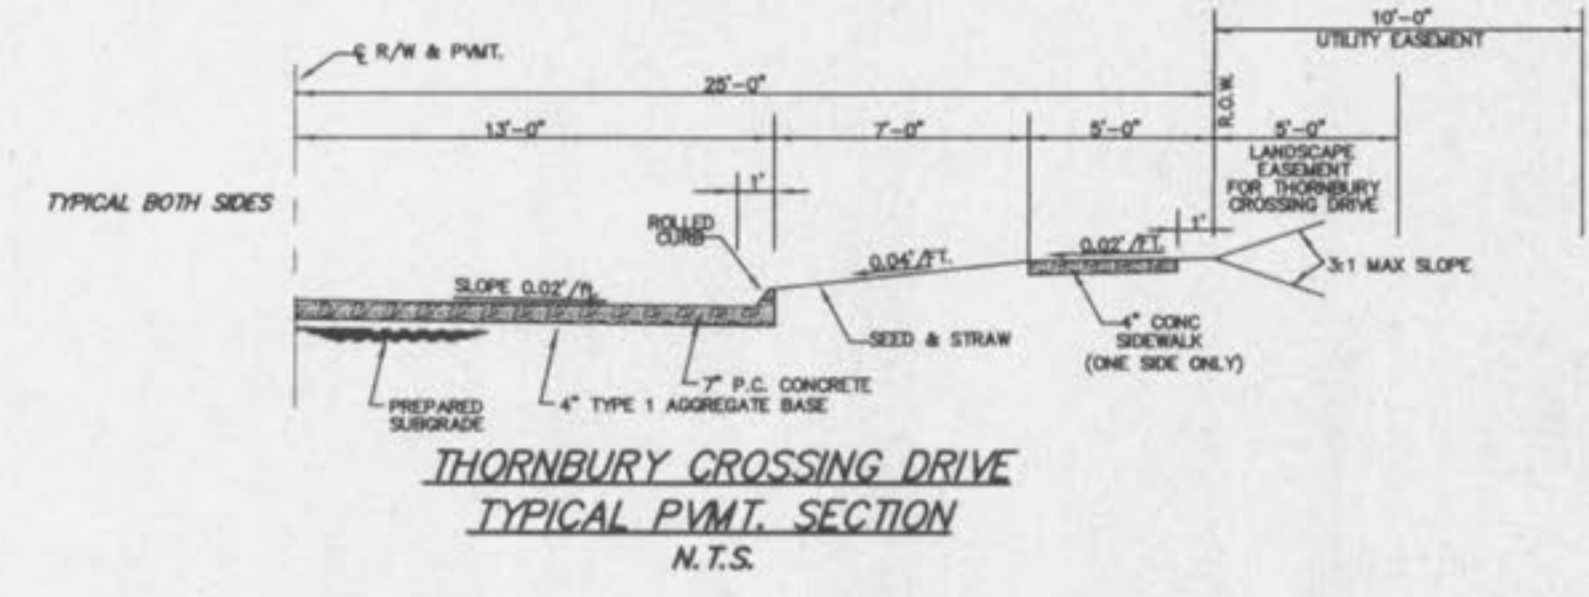 10'-0"
UTILITY EASEMENT
℄ R/W & PVMT.
25'-0"
R.O.W.
13'-0"
7'-0"
5'-0"
5'-0"
LANDSCAPE
EASEMENT
FOR THORNBURY
CROSSING DRIVE
1'
TYPICAL BOTH SIDES
ROLLED
CURB
1'
0.02'/FT.
0.04'/FT.
3:1 MAX SLOPE
SLOPE 0.02'/ft.
SEED & STRAW
4" CONC
SIDEWALK
(ONE SIDE ONLY)
7" P.C. CONCRETE
4" TYPE 1 AGGREGATE BASE
PREPARED
SUBGRADE
THORNBURY CROSSING DRIVE
TYPICAL PVMT. SECTION
N.T.S.